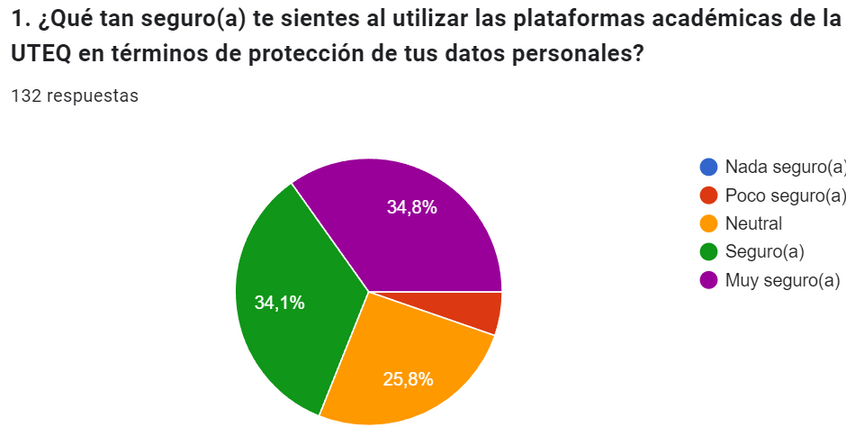 1. ¿Qué tan seguro(a) te sientes al utilizar las plataformas académicas de la
UTEQ en términos de protección de tus datos personales?
132 respuestas
34,8%
34,1%
25,8%
Nada seguro(a)
Poco seguro(a)
Neutral
Seguro(a)
Muy seguro(a)